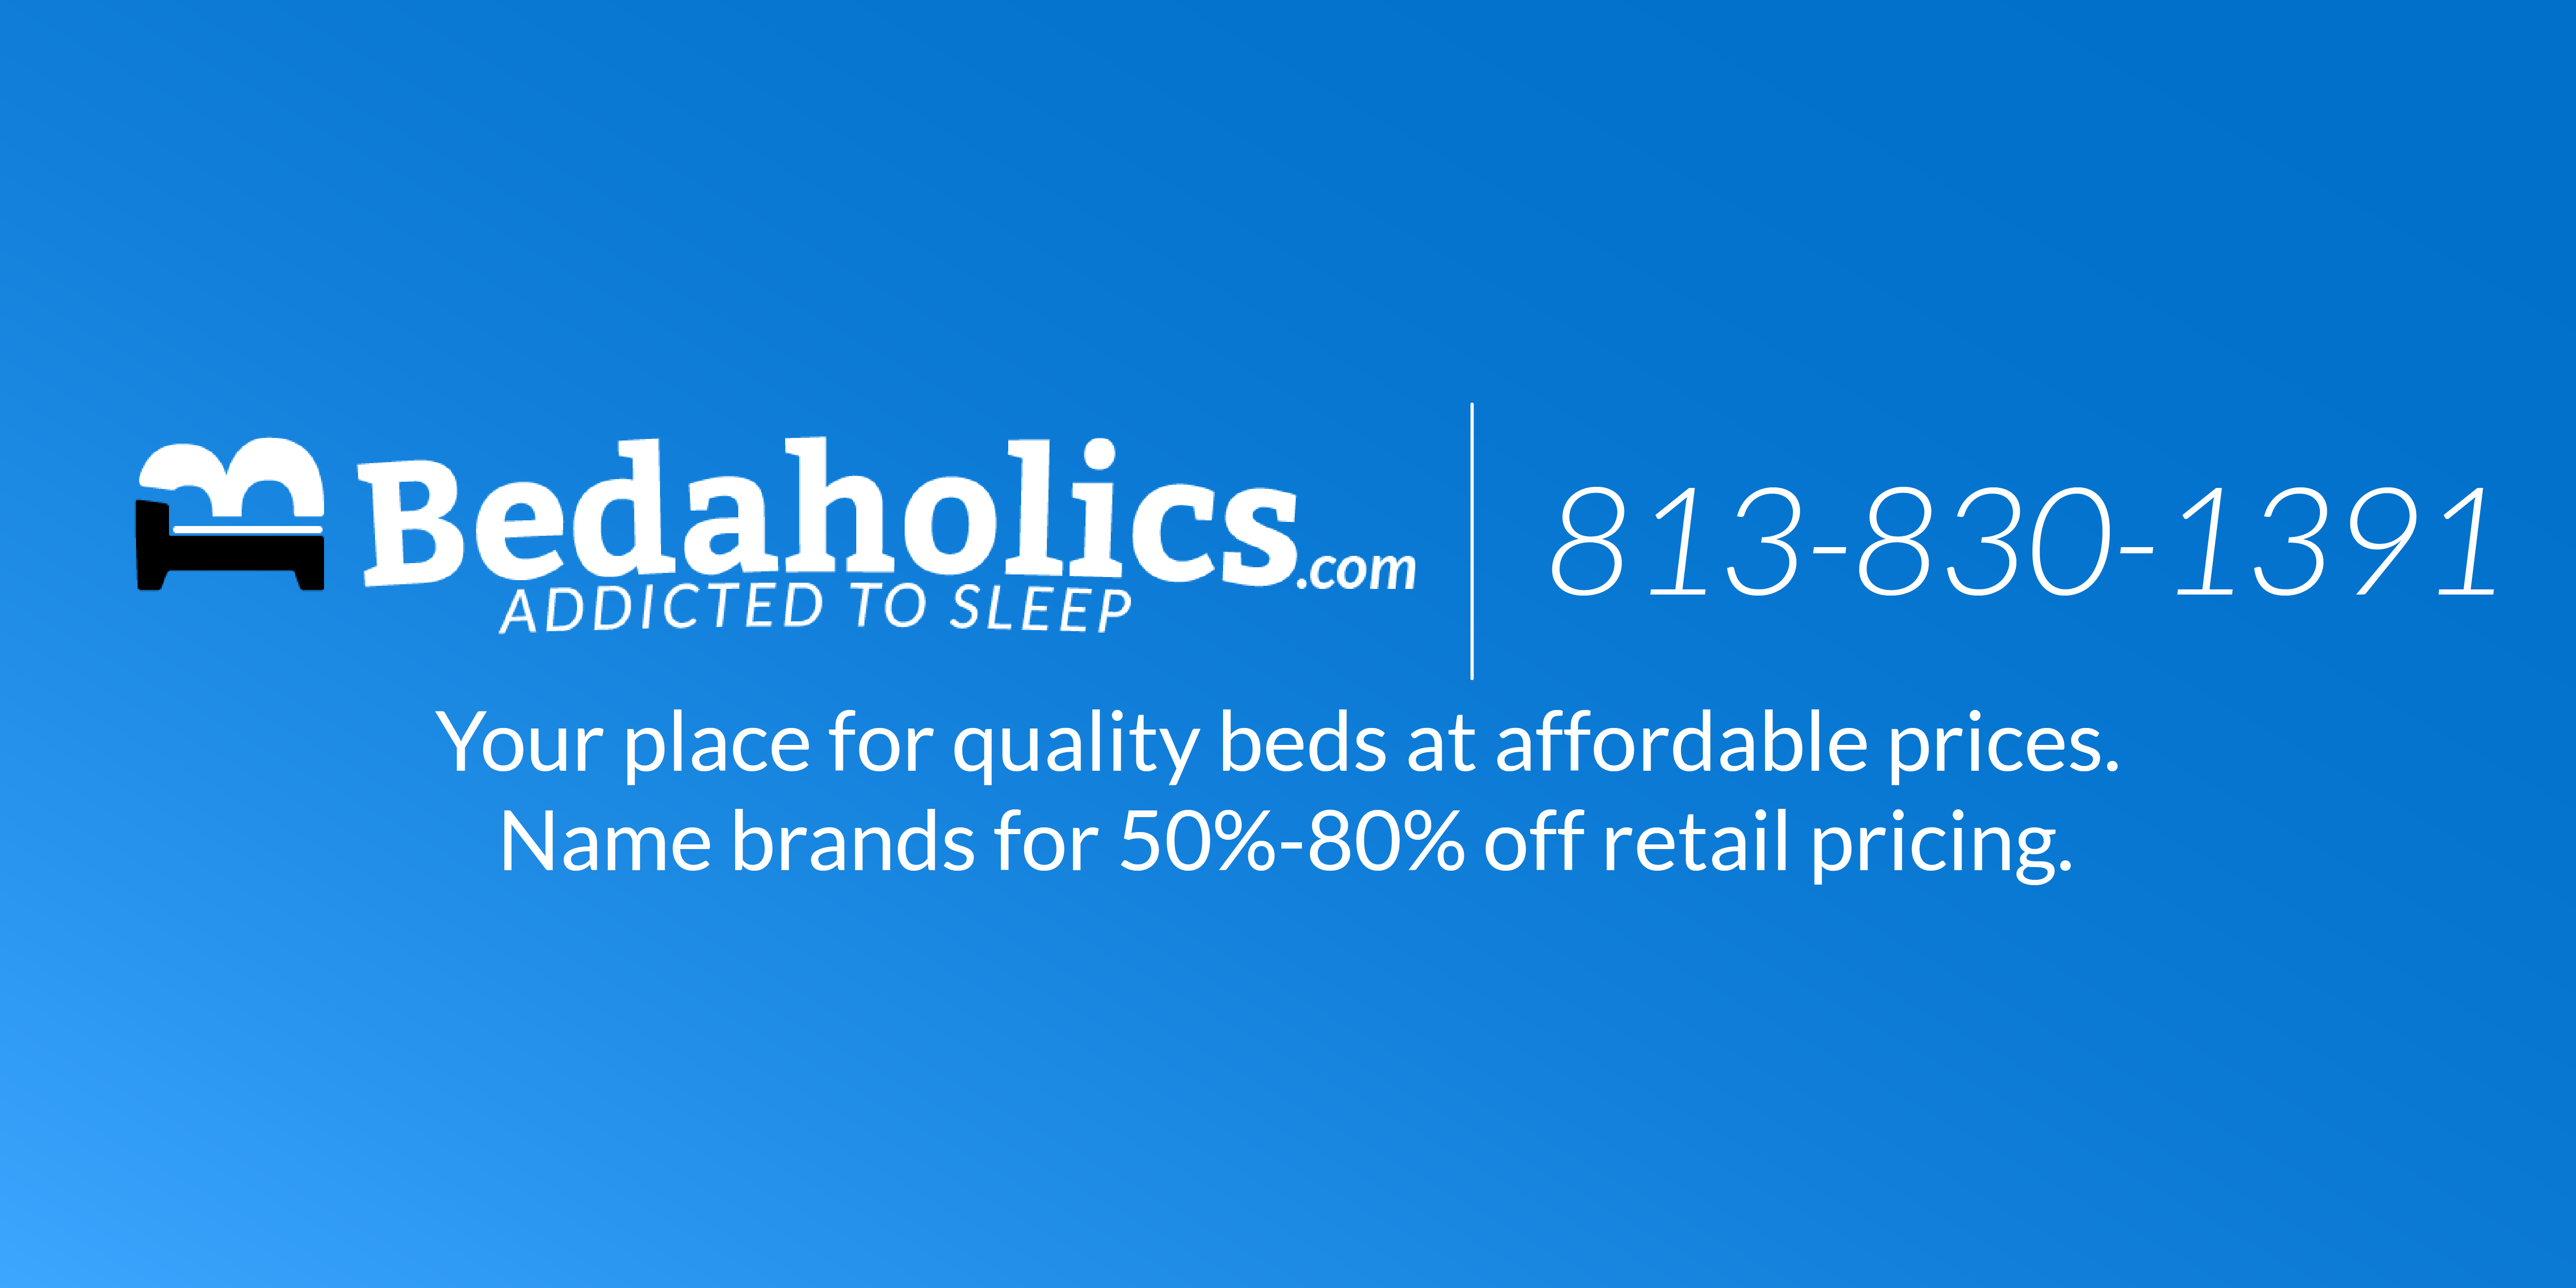 Bedaholics.com
ADDICTED TO SLEEP
813-830-1391
Your place for quality beds at affordable prices.
Name brands for 50%-80% off retail pricing.